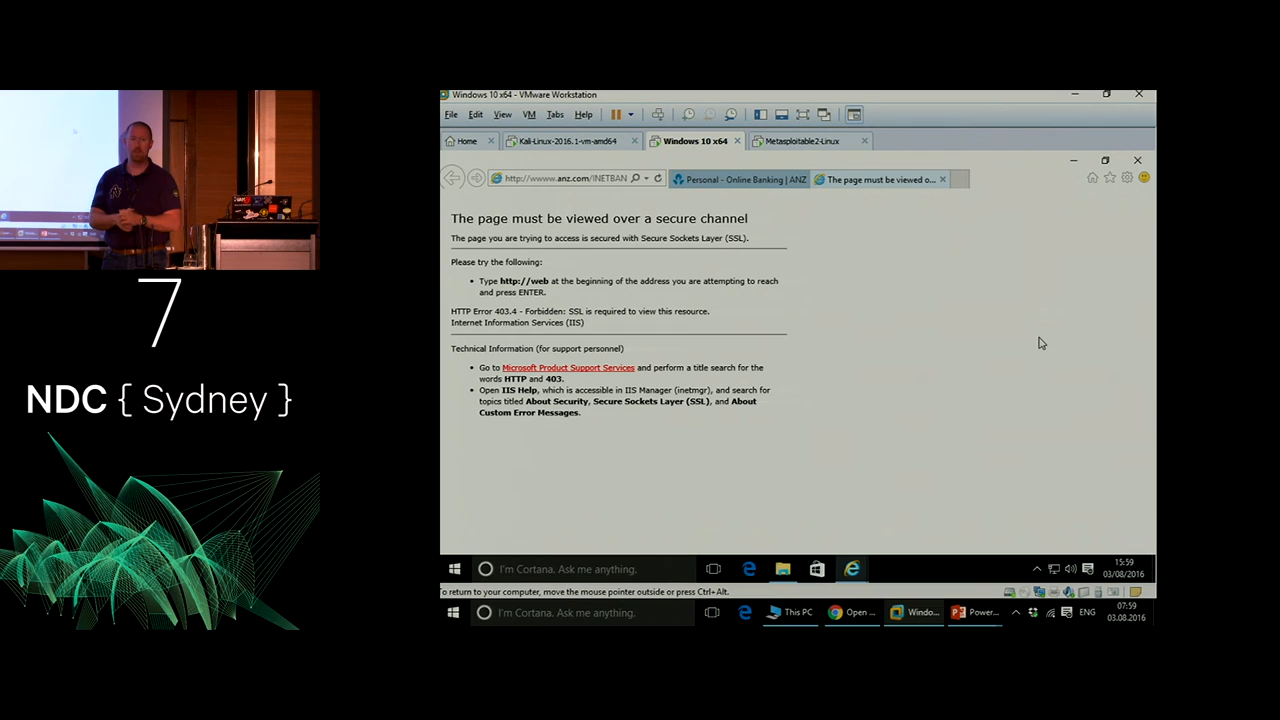 Windows 10 x64 - VMware Workstation
File Edit View VM Tabs Help
Home Kali-Linux-2016.1-vm-amd64 Windows 10 x64 Metasploitable2-Linux
http://wwww.anz.com/INETBAN Personal - Online Banking | ANZ The page must be viewed o...
The page must be viewed over a secure channel
The page you are trying to access is secured with Secure Sockets Layer (SSL).
Please try the following:
Type http://web at the beginning of the address you are attempting to reach
and press ENTER.
HTTP Error 403.4 - Forbidden: SSL is required to view this resource.
Internet Information Services (IIS)
Technical Information (for support personnel)
Go to Microsoft Product Support Services and perform a title search for the
words HTTP and 403.
Open IIS Help, which is accessible in IIS Manager (inetmgr), and search for
topics titled About Security, Secure Sockets Layer (SSL), and About
Custom Error Messages.
I'm Cortana. Ask me anything. 15:59
03/08/2016
o return to your computer, move the mouse pointer outside or press Ctrl+Alt.
I'm Cortana. Ask me anything. This PC Open ... Windo... Power... ENG 07:59
03.08.2016
7
NDC { Sydney }